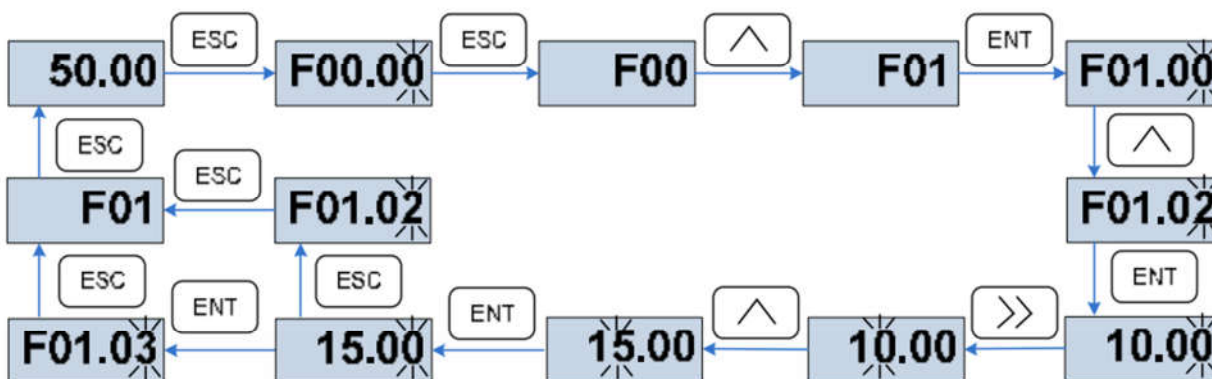 ESC ESC ENT
50.00 F00.00 F00 F01 F01.00
ESC ESC
F01 F01.02 F01.02
ESC ENT ESC ENT ENT
F01.03 15.00 15.00 10.00 10.00